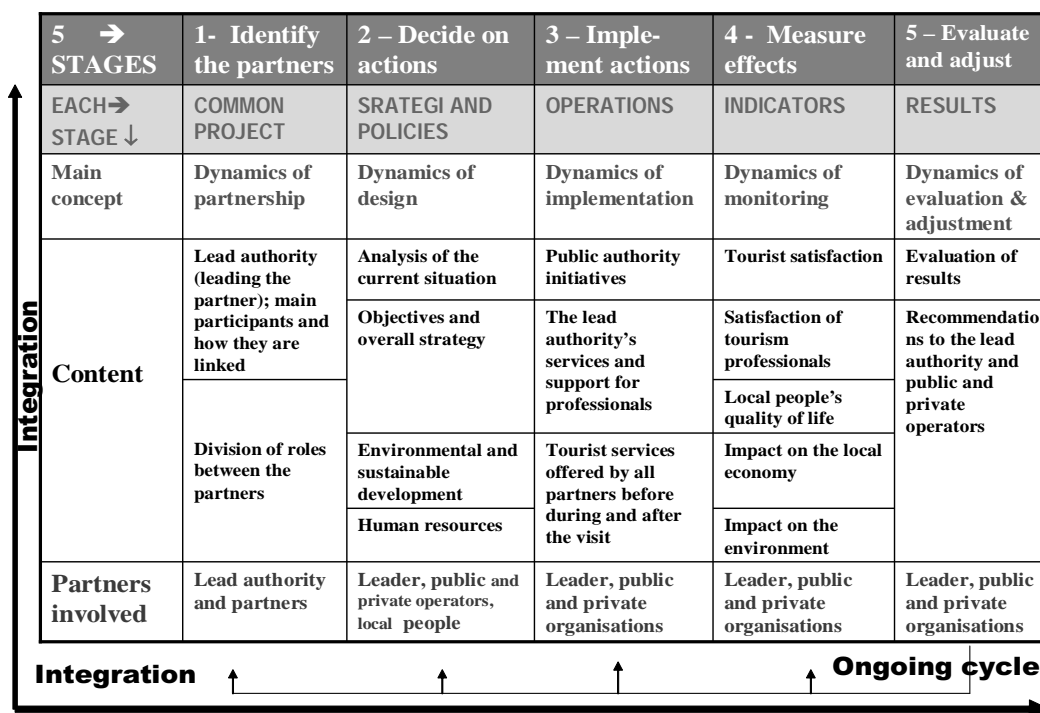 5 ➔
STAGES
1- Identify
the partners
2 – Decide on
actions
3 – Imple-
ment actions
4 - Measure
effects
5 – Evaluate
and adjust
EACH➔
STAGE ↓
COMMON
PROJECT
SRATEGI AND
POLICIES
OPERATIONS
INDICATORS
RESULTS
Main
concept
Dynamics of
partnership
Dynamics of
design
Dynamics of
implementation
Dynamics of
monitoring
Dynamics of
evaluation &
adjustment
Content
Lead authority
(leading the
partner); main
participants and
how they are
linked
Division of roles
between the
partners
Analysis of the
current situation
Objectives and
overall strategy
Environmental and
sustainable
development
Human resources
Public authority
initiatives
The lead
authority's
services and
support for
professionals
Tourist services
offered by all
partners before
during and after
the visit
Tourist satisfaction
Satisfaction of
tourism
professionals
Local people's
quality of life
Impact on the local
economy
Impact on the
environment
Evaluation of
results
Recommendatio
ns to the lead
authority and
public and
private
operators
Partners
involved
Lead authority
and partners
Leader, public and
private operators,
local people
Leader, public
and private
organisations
Leader, public
and private
organisations
Leader, public
and private
organisations
Integration
Integration
Ongoing cycle